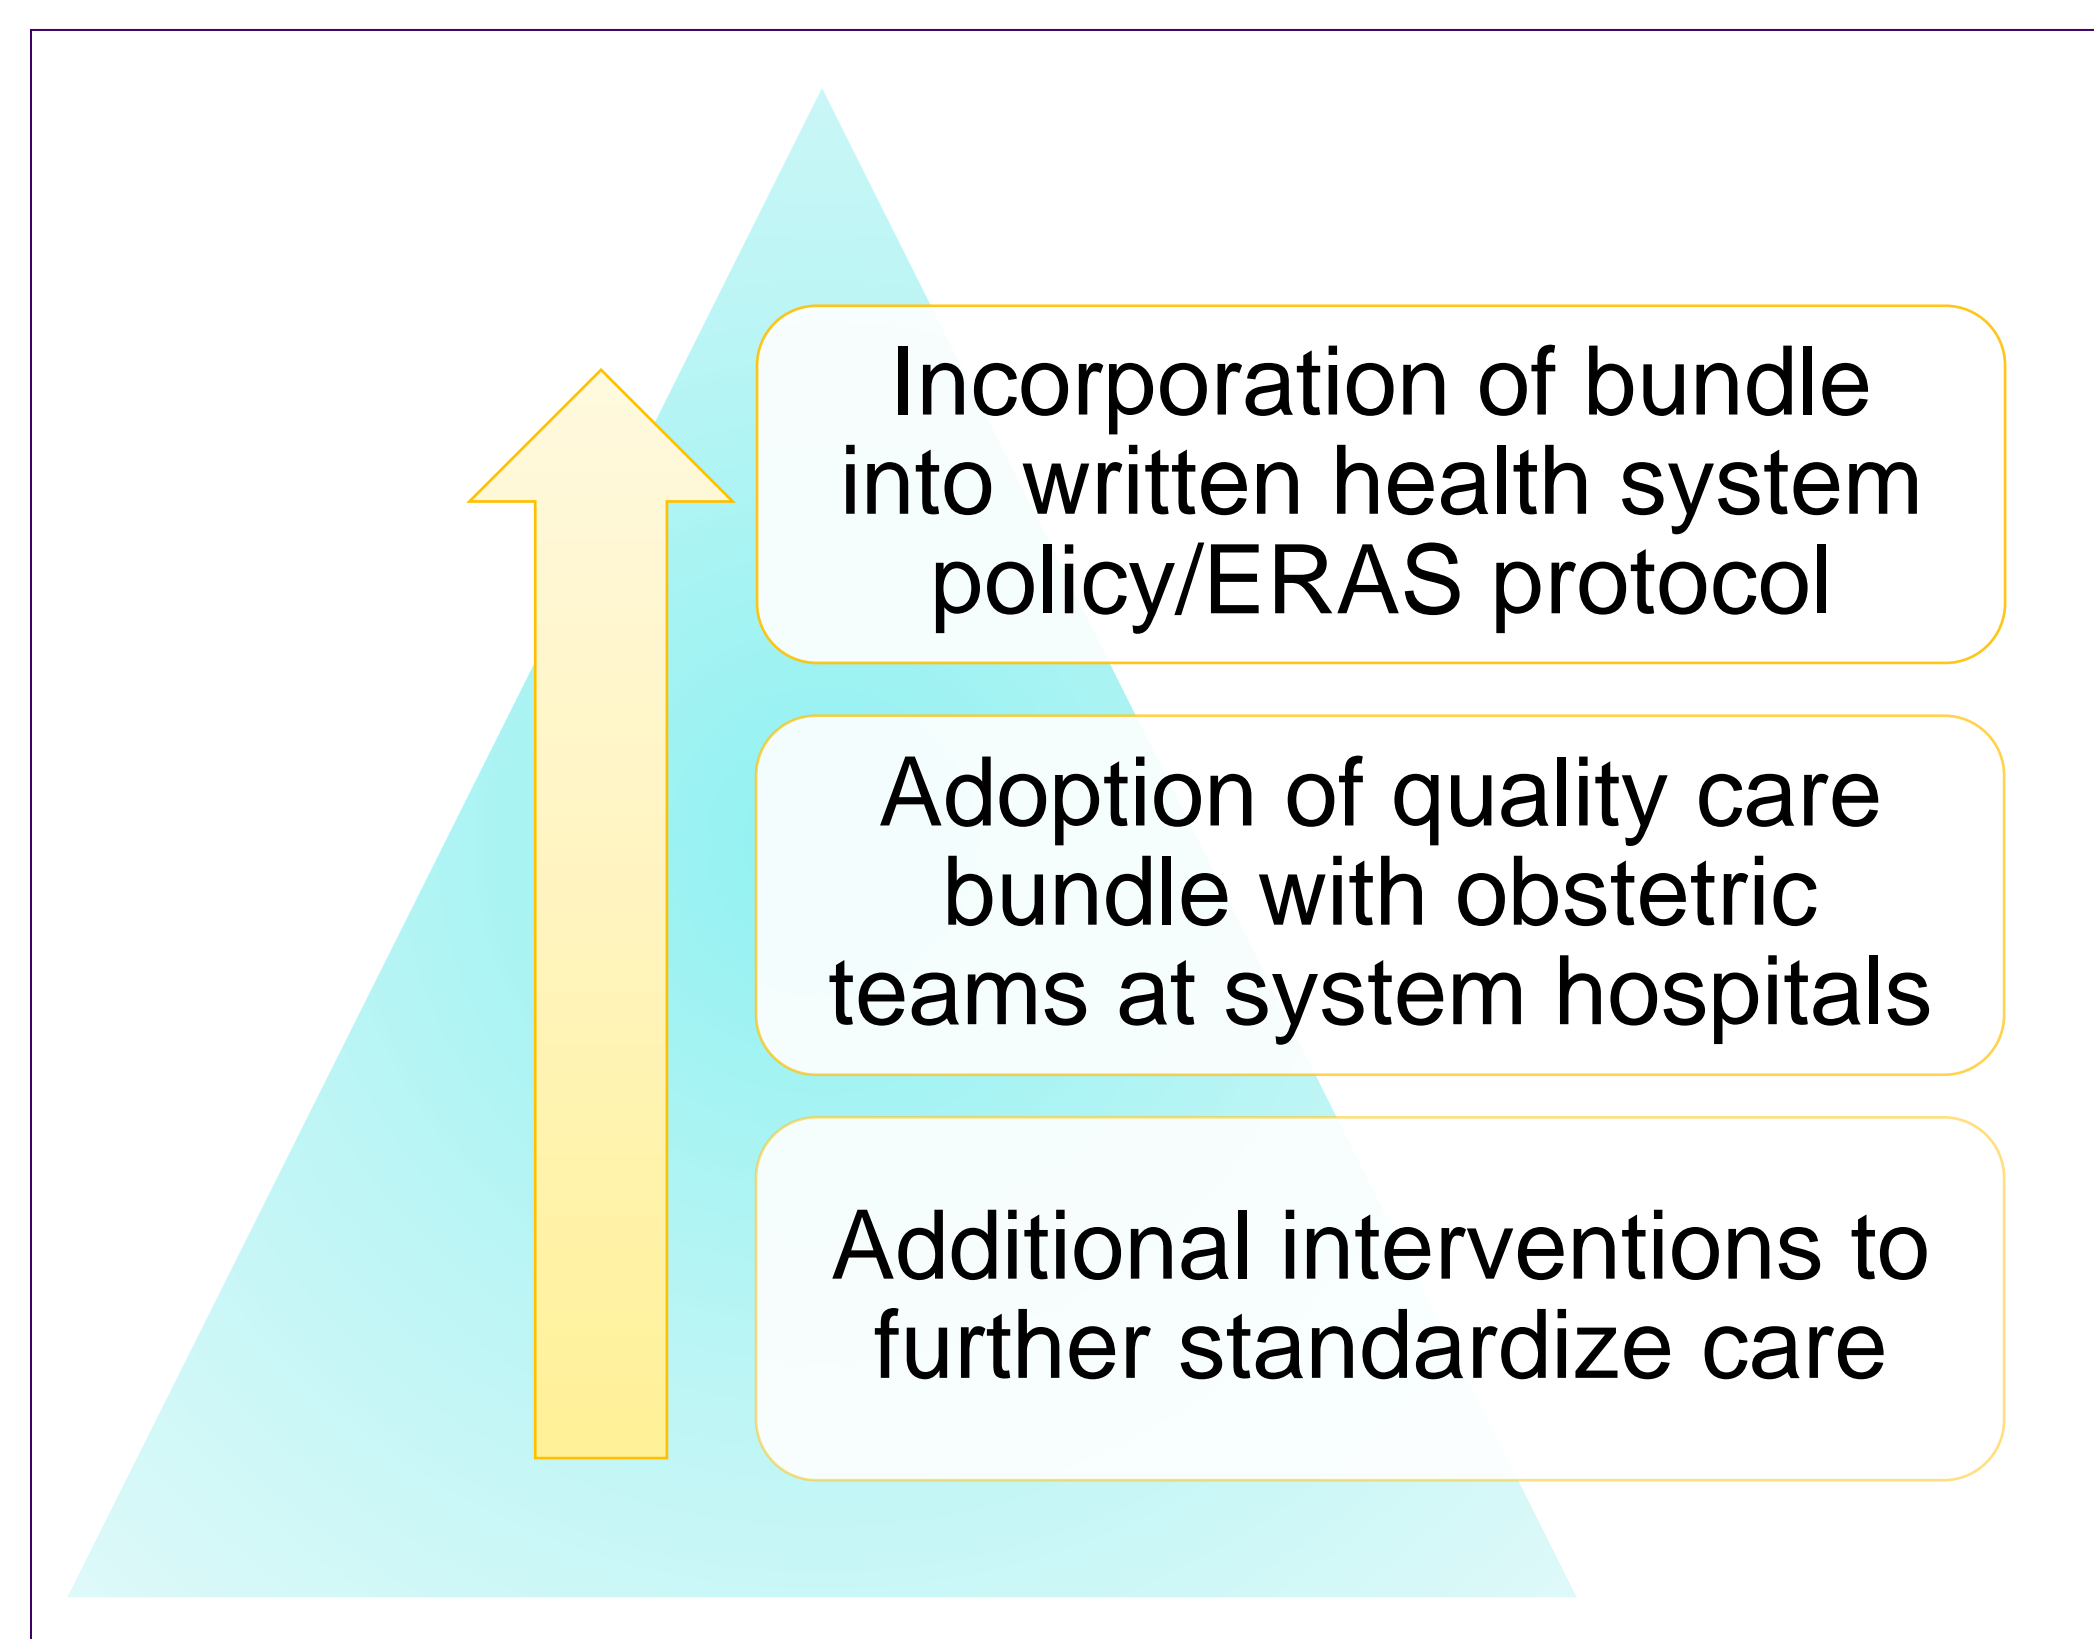 Incorporation of bundle
into written health system
policy/ERAS protocol
Adoption of quality care
bundle with obstetric
teams at system hospitals
Additional interventions to
further standardize care